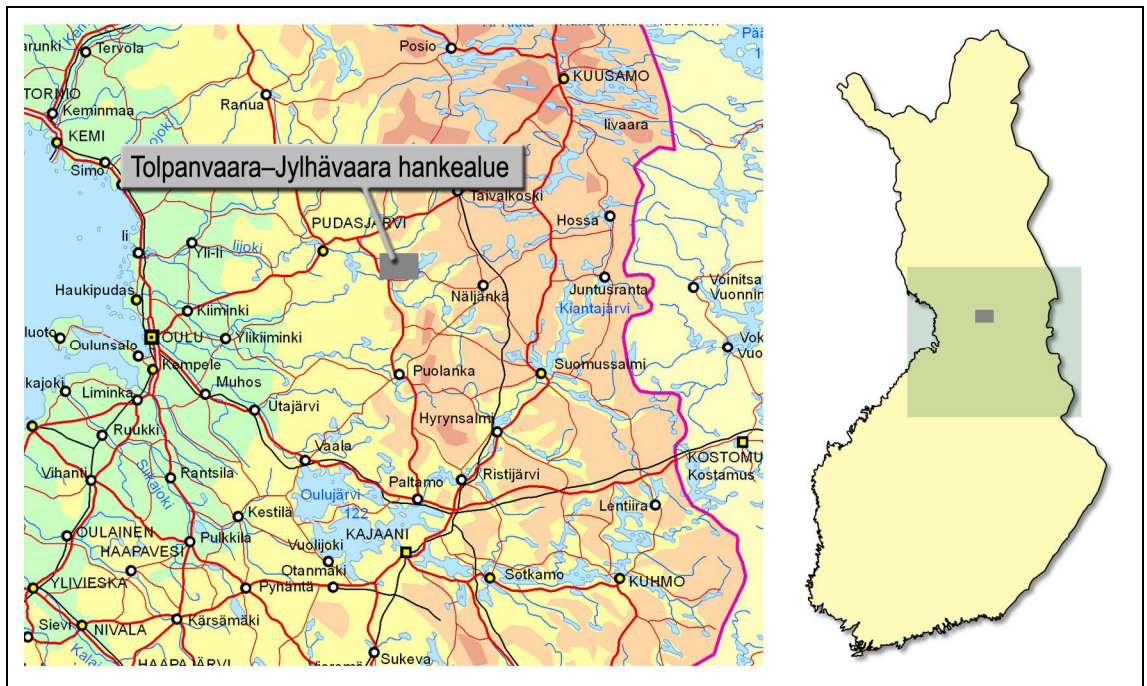 Posio
Tervola
KUUSAMO
Ranua
TORNIO
Keminmaa
Iivaara
KEMI
Simo
Tolpanvaara–Jylhävaara hankealue
Taivalkoski
Hossa
PUDASJÄRVI
Ii
Yli-Ii
Iijoki
Näljänkä
Juntusranta
Haukipudas
Kiantajärvi
Kiiminki
OULU
Ylikiiminki
Oulunsalo
Kempele
Suomussalmi
Puolanka
Muhos
Liminka
Utajärvi
Hyrynsalmi
Ruukki
Vaala
KOSTOMU
Kostamus
Vihanti
Siikajoki
Rantsila
Paltamo
Ristijärvi
Oulujärvi
122
Lentiira
Kestilä
OULAINEN
KAJAANI
HAAPAVESI
Pulkkila
Vuolijoki
Otanmäki
Sotkamo
KUHMO
YLIVIESKA
Pyhäntä
Sievi
NIVALA
Kärsämäki
Sukeva